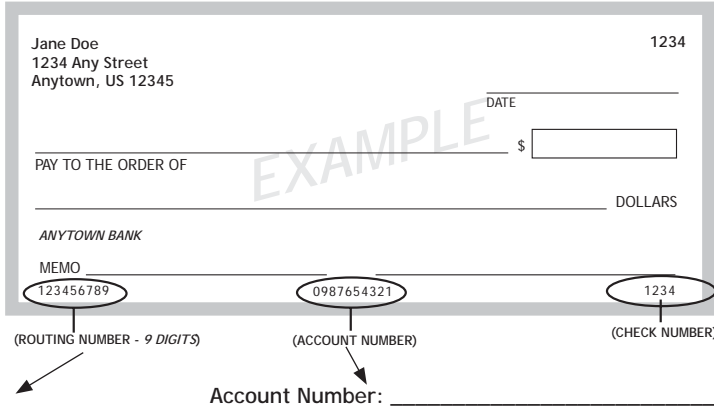 Jane Doe 1234
1234 Any Street
Anytown, US 12345
DATE
EXAMPLE
$
PAY TO THE ORDER OF
DOLLARS
ANYTOWN BANK
MEMO
123456789 0987654321 1234
(ROUTING NUMBER - 9 DIGITS) (ACCOUNT NUMBER) (CHECK NUMBER)
Account Number: